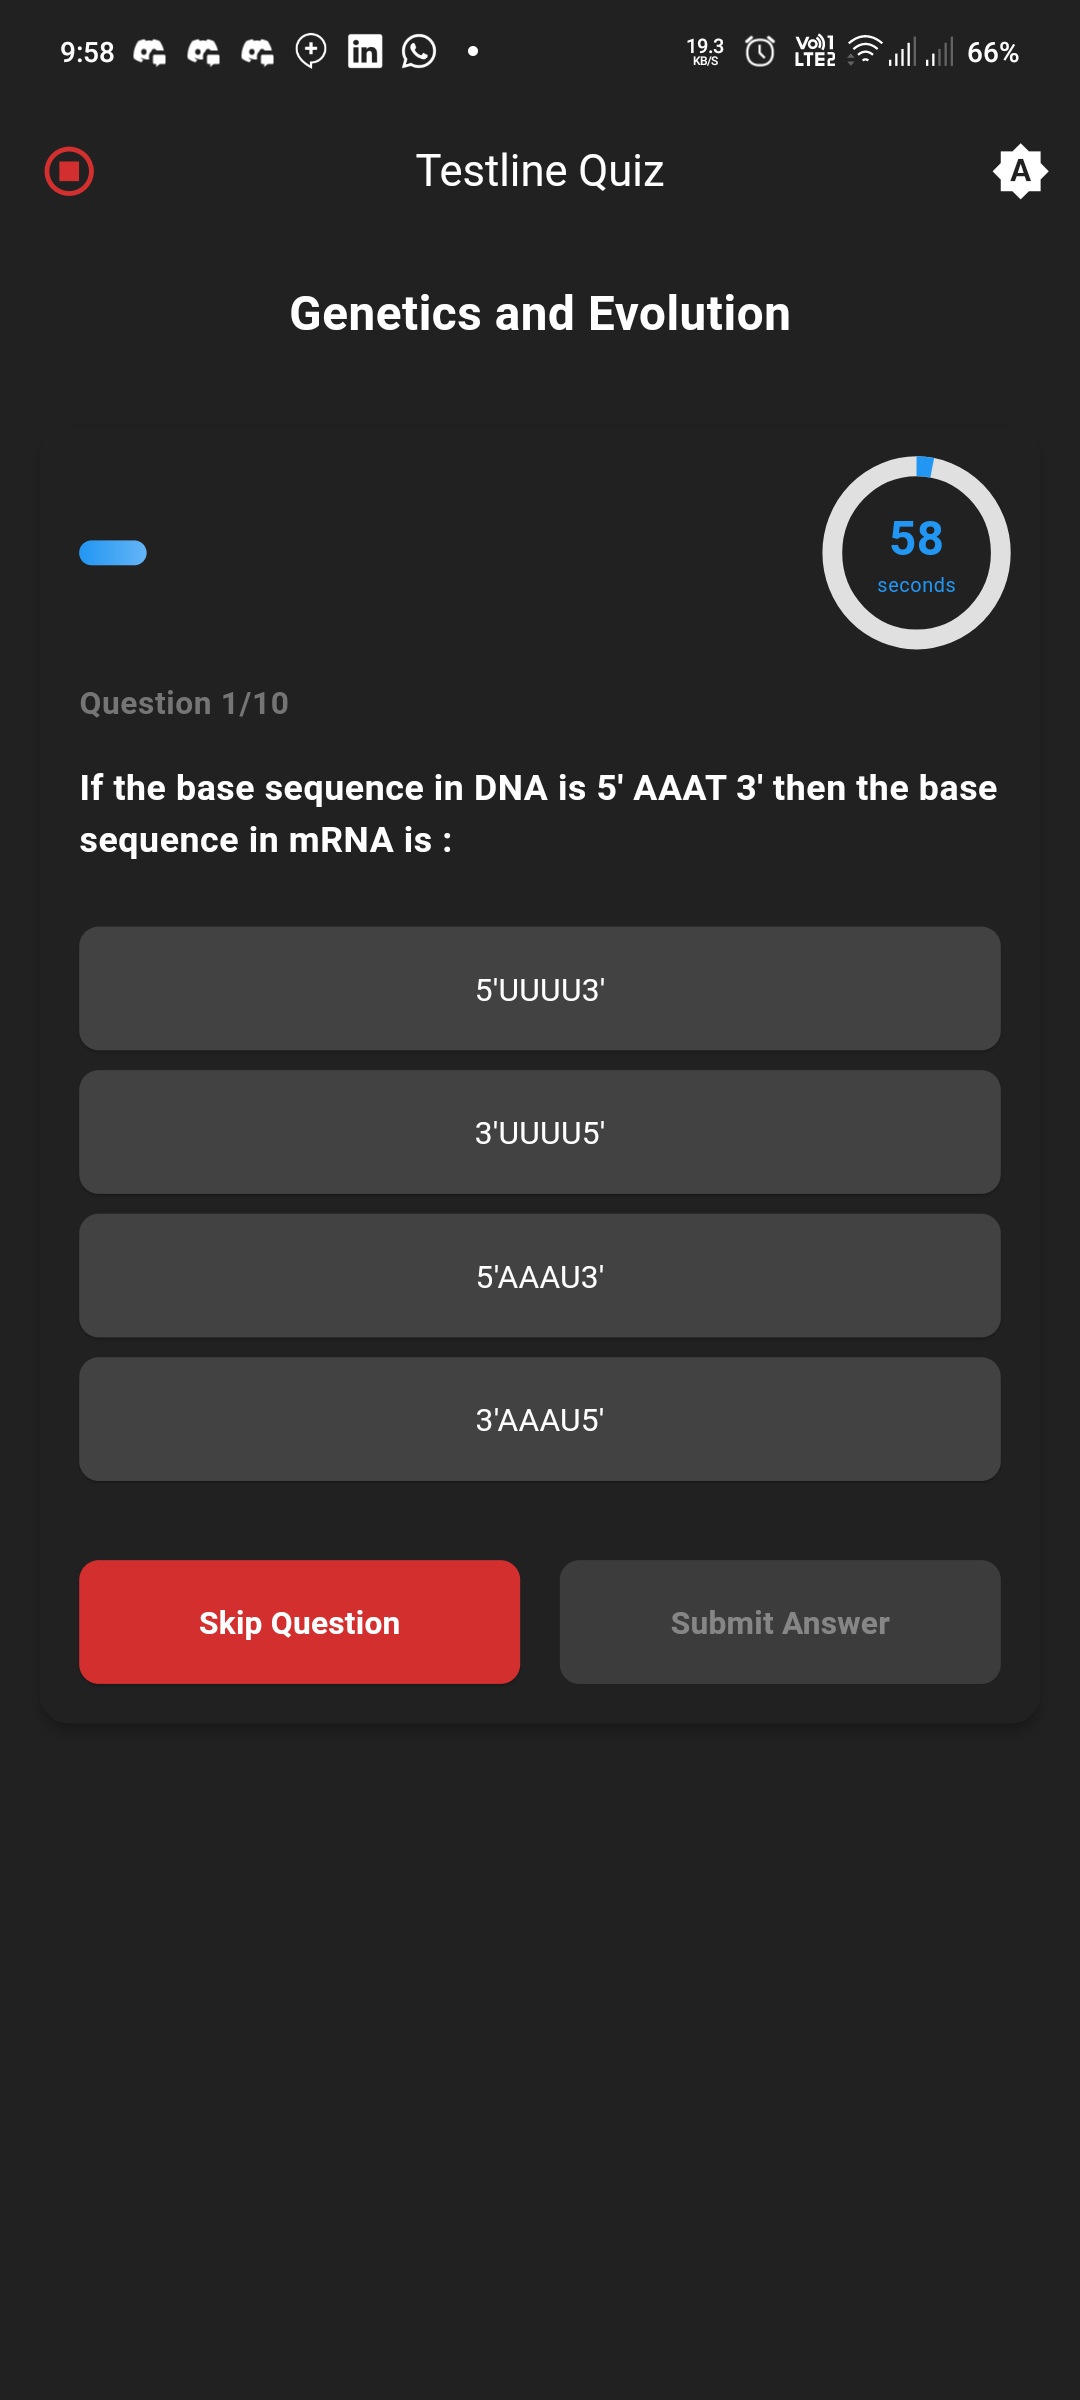 9:58
19.3
KB/S
Vo)) 1
LTE2
66%
Testline Quiz
A
Genetics and Evolution
58
seconds
Question 1/10
If the base sequence in DNA is 5' AAAT 3' then the base
sequence in mRNA is :
5'UUUU3'
3'UUUU5'
5'AAAU3'
3'AAAU5'
Skip Question
Submit Answer